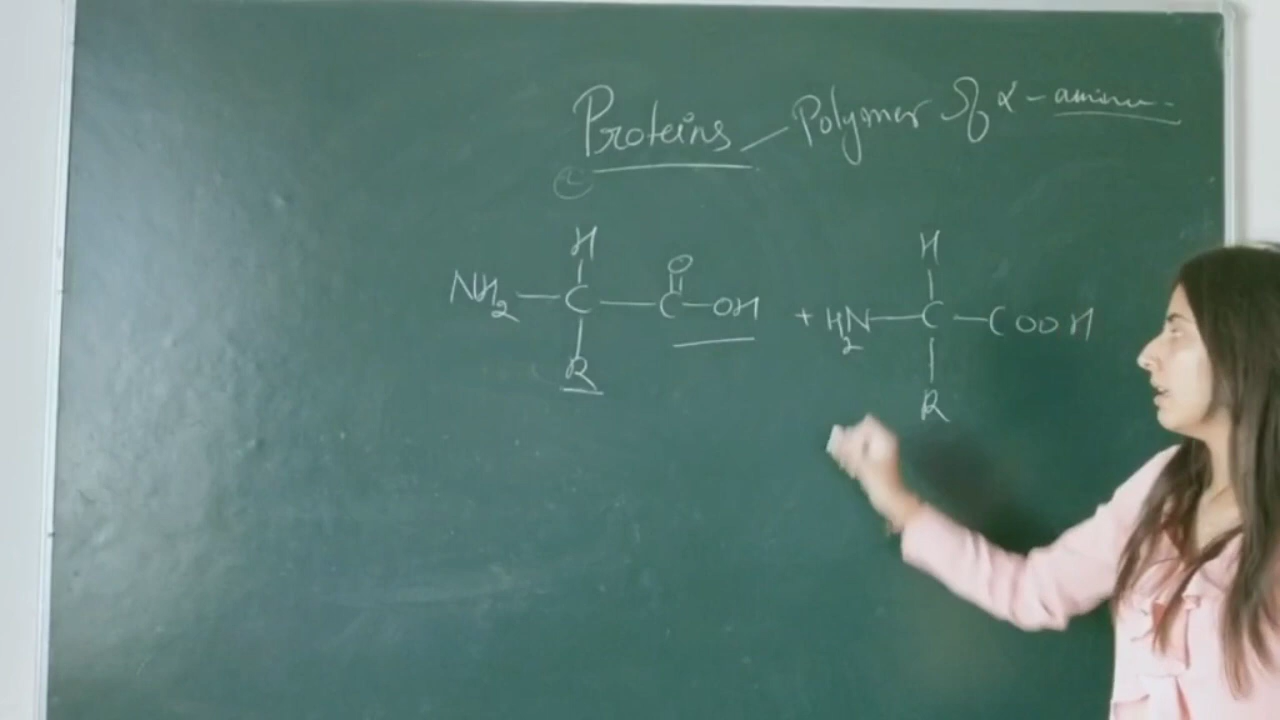 Proteins - Polymer of α-amino
H H
O
NH2 - C - C - OH + H2N - C - COOH
R R